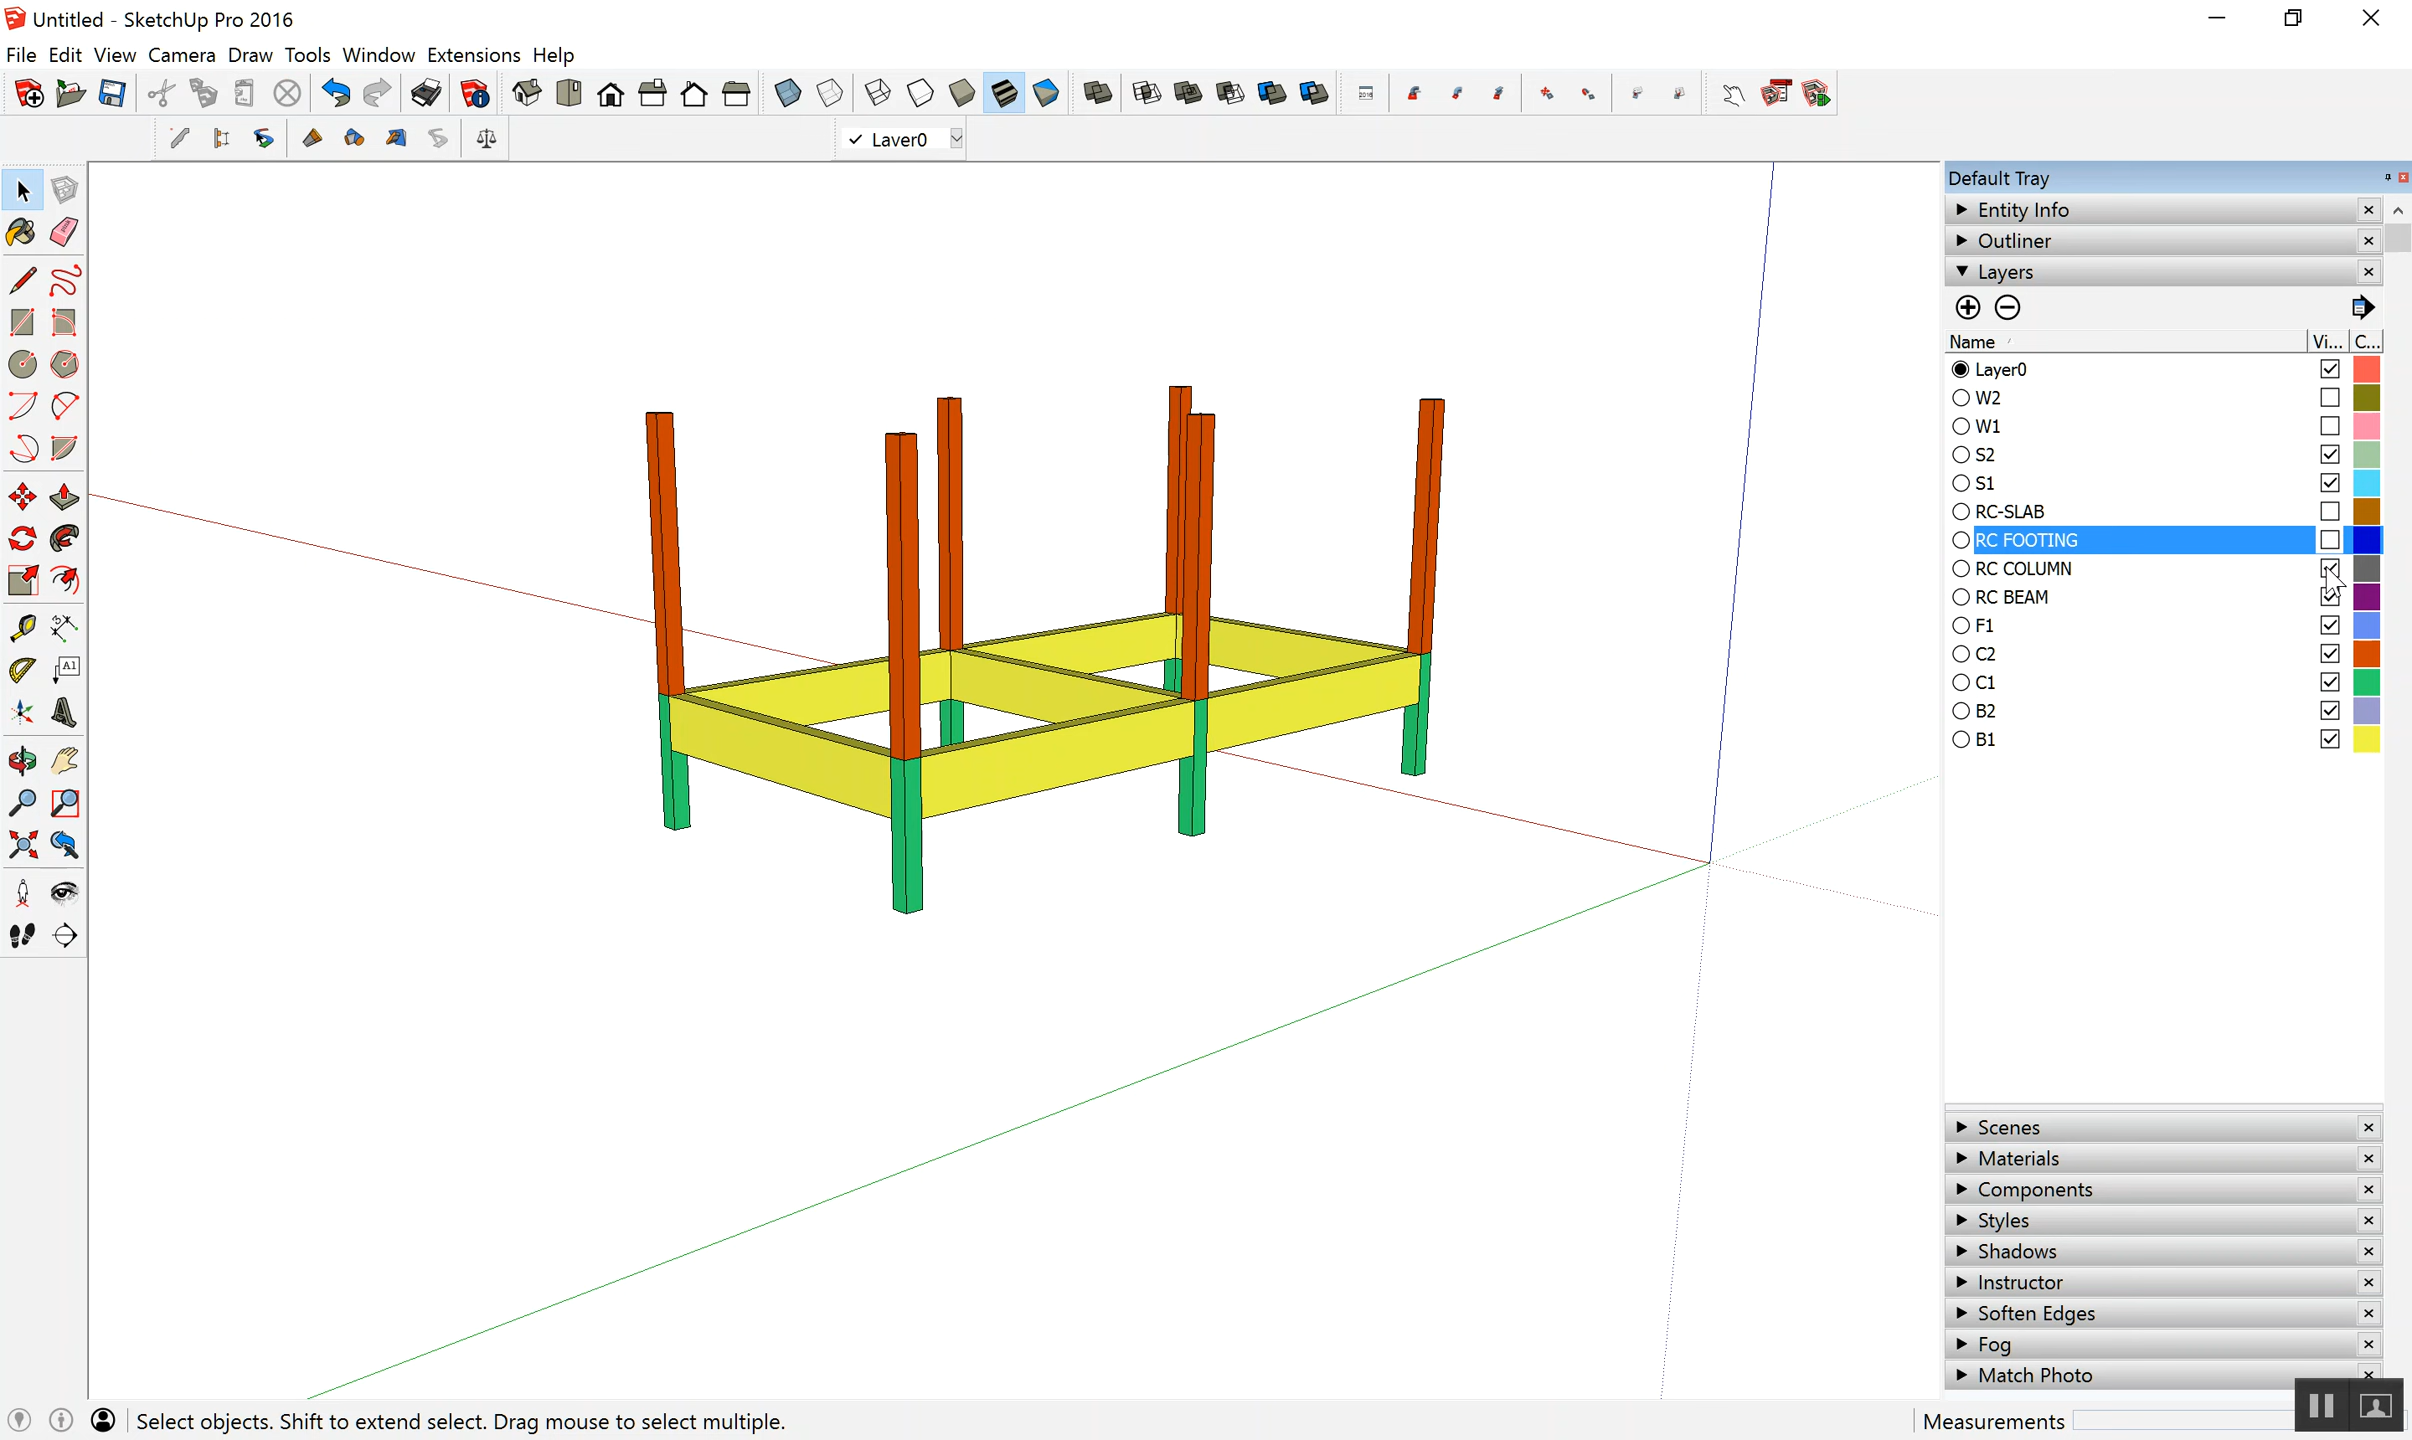 Untitled - SketchUp Pro 2016
File Edit View Camera Draw Tools Window Extensions Help
2016
Layer0
A1
Default Tray
Entity Info
Outliner
Layers
Name Vi... C...
Layer0
W2
W1
S2
S1
RC-SLAB
RC FOOTING
RC COLUMN
RC BEAM
F1
C2
C1
B2
B1
Scenes
Materials
Components
Styles
Shadows
Instructor
Soften Edges
Fog
Match Photo
Select objects. Shift to extend select. Drag mouse to select multiple.
Measurements